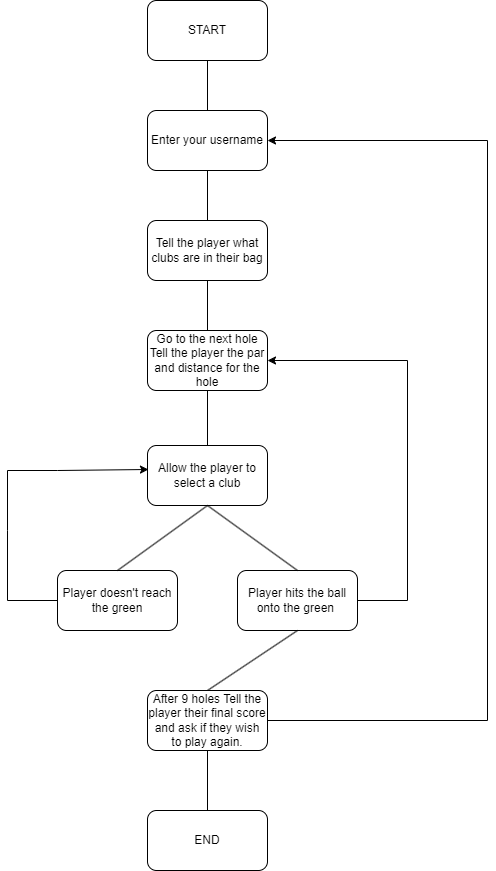 START
Enter your username
Tell the player what
clubs are in their bag
Go to the next hole
Tell the player the par
and distance for the
hole
Allow the player to
select a club
Player doesn't reach
the green
Player hits the ball
onto the green
After 9 holes Tell the
player their final score
and ask if they wish
to play again.
END